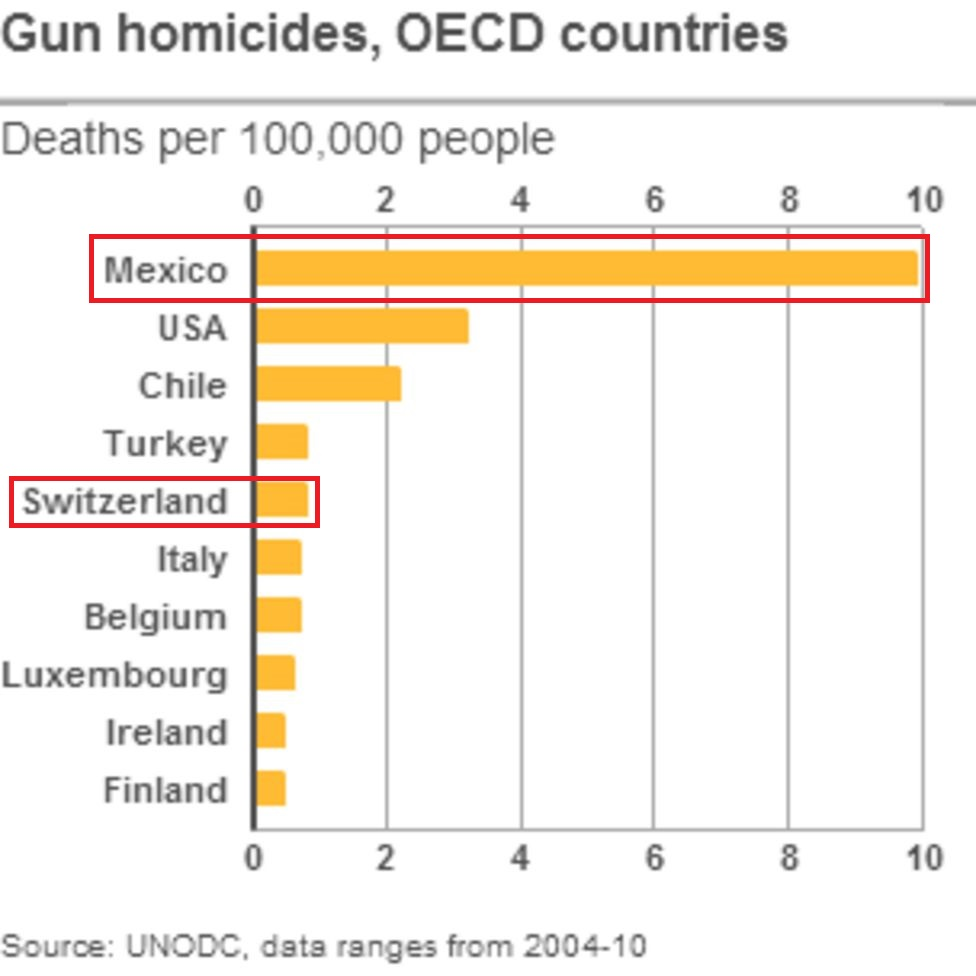 Gun homicides, OECD countries
Deaths per 100,000 people
0 2 4 6 8 10
Mexico
USA
Chile
Turkey
Switzerland
Italy
Belgium
Luxembourg
Ireland
Finland
0 2 4 6 8 10
Source: UNODC, data ranges from 2004-10